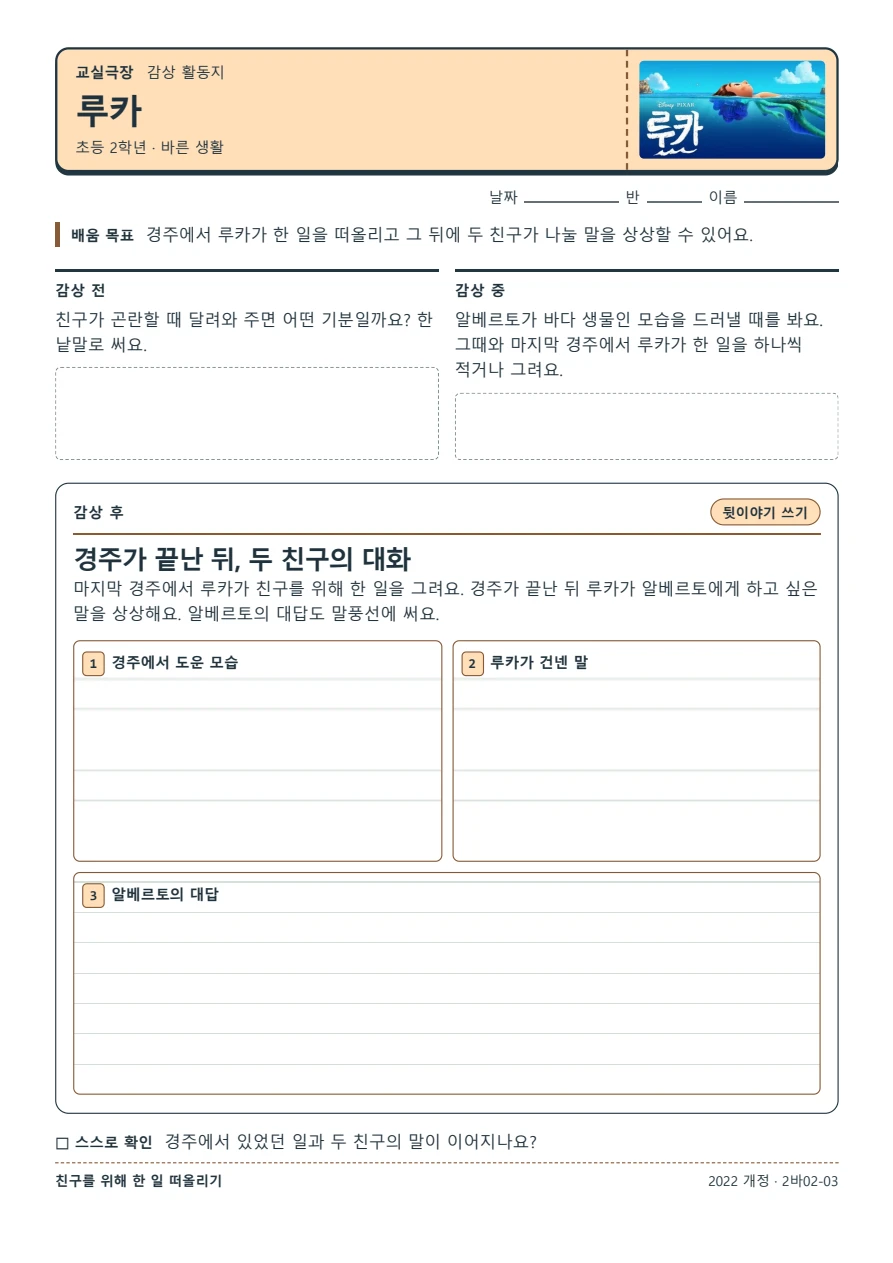 교실극장 감상 활동지
루카
초등 2학년 · 바른 생활
Disney PIXAR
루카
날짜 반 이름
배움 목표 경주에서 루카가 한 일을 떠올리고 그 뒤에 두 친구가 나눌 말을 상상할 수 있어요.
감상 전
친구가 곤란할 때 달려와 주면 어떤 기분일까요? 한
낱말로 써요.
감상 중
알베르토가 바다 생물인 모습을 드러낼 때를 봐요.
그때와 마지막 경주에서 루카가 한 일을 하나씩
적거나 그려요.
감상 후
뒷이야기 쓰기
경주가 끝난 뒤, 두 친구의 대화
마지막 경주에서 루카가 친구를 위해 한 일을 그려요. 경주가 끝난 뒤 루카가 알베르토에게 하고 싶은
말을 상상해요. 알베르토의 대답도 말풍선에 써요.
1 경주에서 도운 모습
2 루카가 건넨 말
3 알베르토의 대답
□ 스스로 확인 경주에서 있었던 일과 두 친구의 말이 이어지나요?
친구를 위해 한 일 떠올리기
2022 개정 · 2바02-03